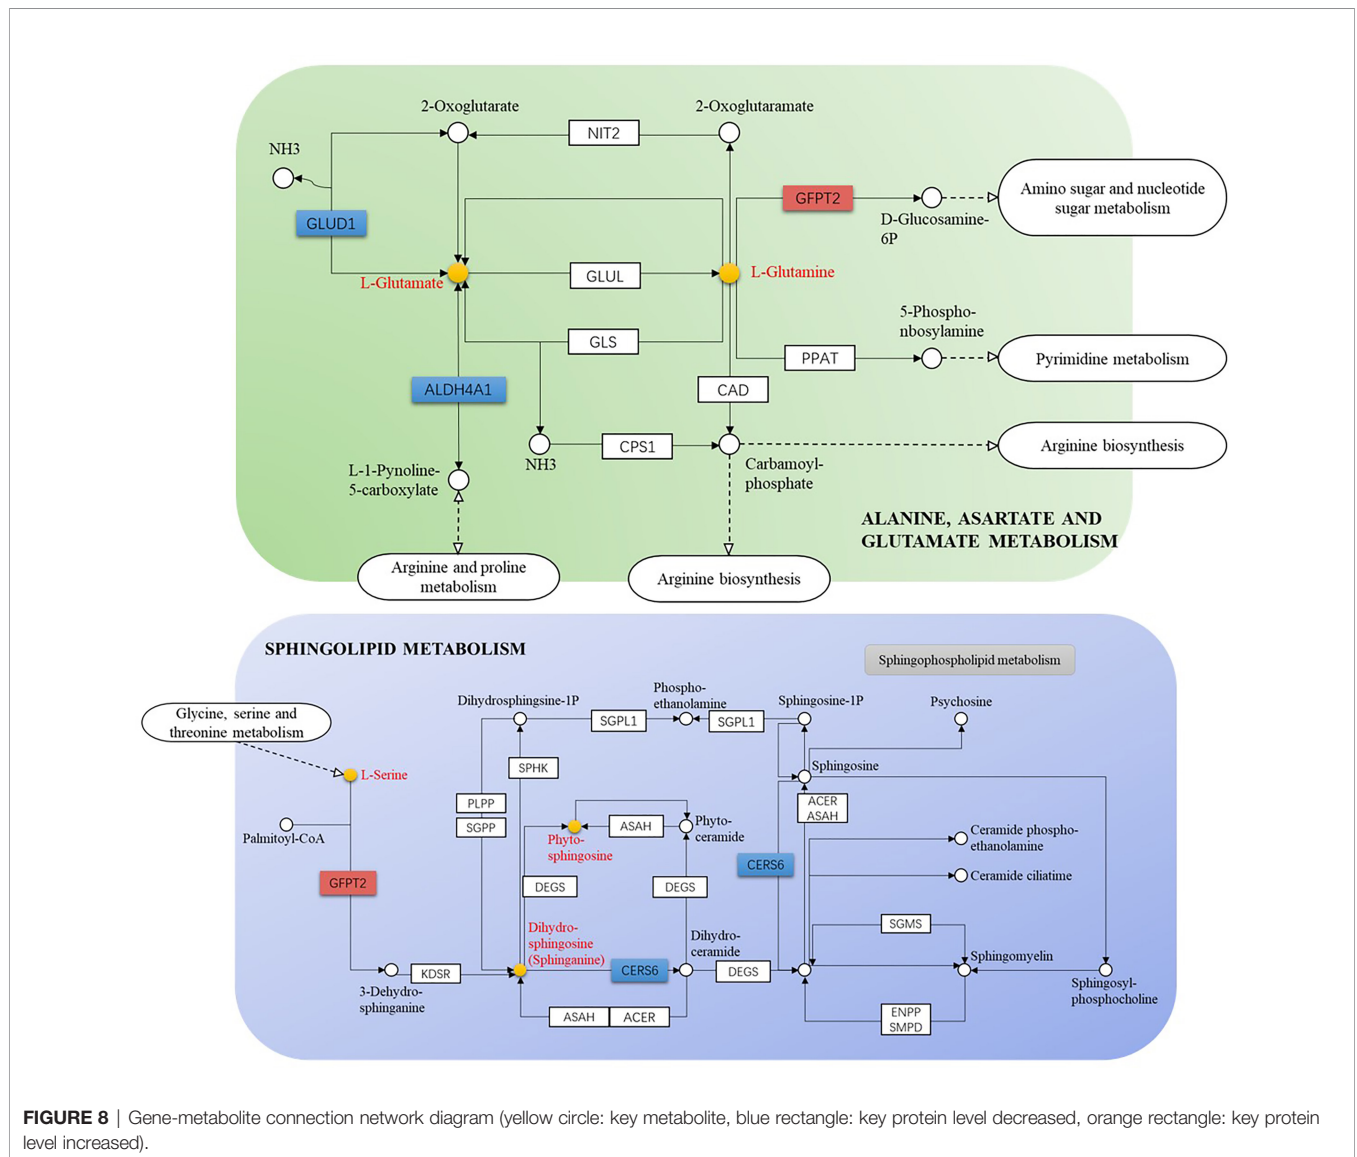 2-Oxoglutarate
2-Oxoglutaramate
NIT2
NH3
GLUD1
GFPT2
D-Glucosamine-
6P
Amino sugar and nucleotide
sugar metabolism
L-Glutamate
GLUL
L-Glutamine
GLS
5-Phospho-
nbosylamine
PPAT
Pyrimidine metabolism
ALDH4A1
CAD
CPS1
NH3
Carbamoyl-
phosphate
Arginine biosynthesis
L-1-Pynoline-
5-carboxylate
ALANINE, ASARTATE AND
GLUTAMATE METABOLISM
Arginine and proline
metabolism
Arginine biosynthesis
SPHINGOLIPID METABOLISM
Sphingophospholipid metabolism
Glycine, serine and
threonine metabolism
Dihydrosphingsine-1P
Phospho-
ethanolamine
Sphingosine-1P
Psychosine
SGPL1
SGPL1
L-Serine
SPHK
Sphingosine
PLPP
SGPP
ACER
ASAH
Palmitoyl-CoA
ASAH
Phyto-
ceramide
Phyto-
sphingosine
Ceramide phospho-
ethanolamine
CERS6
Ceramide ciliatime
GFPT2
DEGS
DEGS
Dihydro-
sphingosine
(Sphinganine)
Dihydro-
ceramide
SGMS
Sphingomyelin
KDSR
CERS6
DEGS
3-Dehydro-
sphinganine
Sphingosyl-
phosphocholine
ASAH
ACER
ENPP
SMPD
FIGURE 8 | Gene-metabolite connection network diagram (yellow circle: key metabolite, blue rectangle: key protein level decreased, orange rectangle: key protein
level increased).